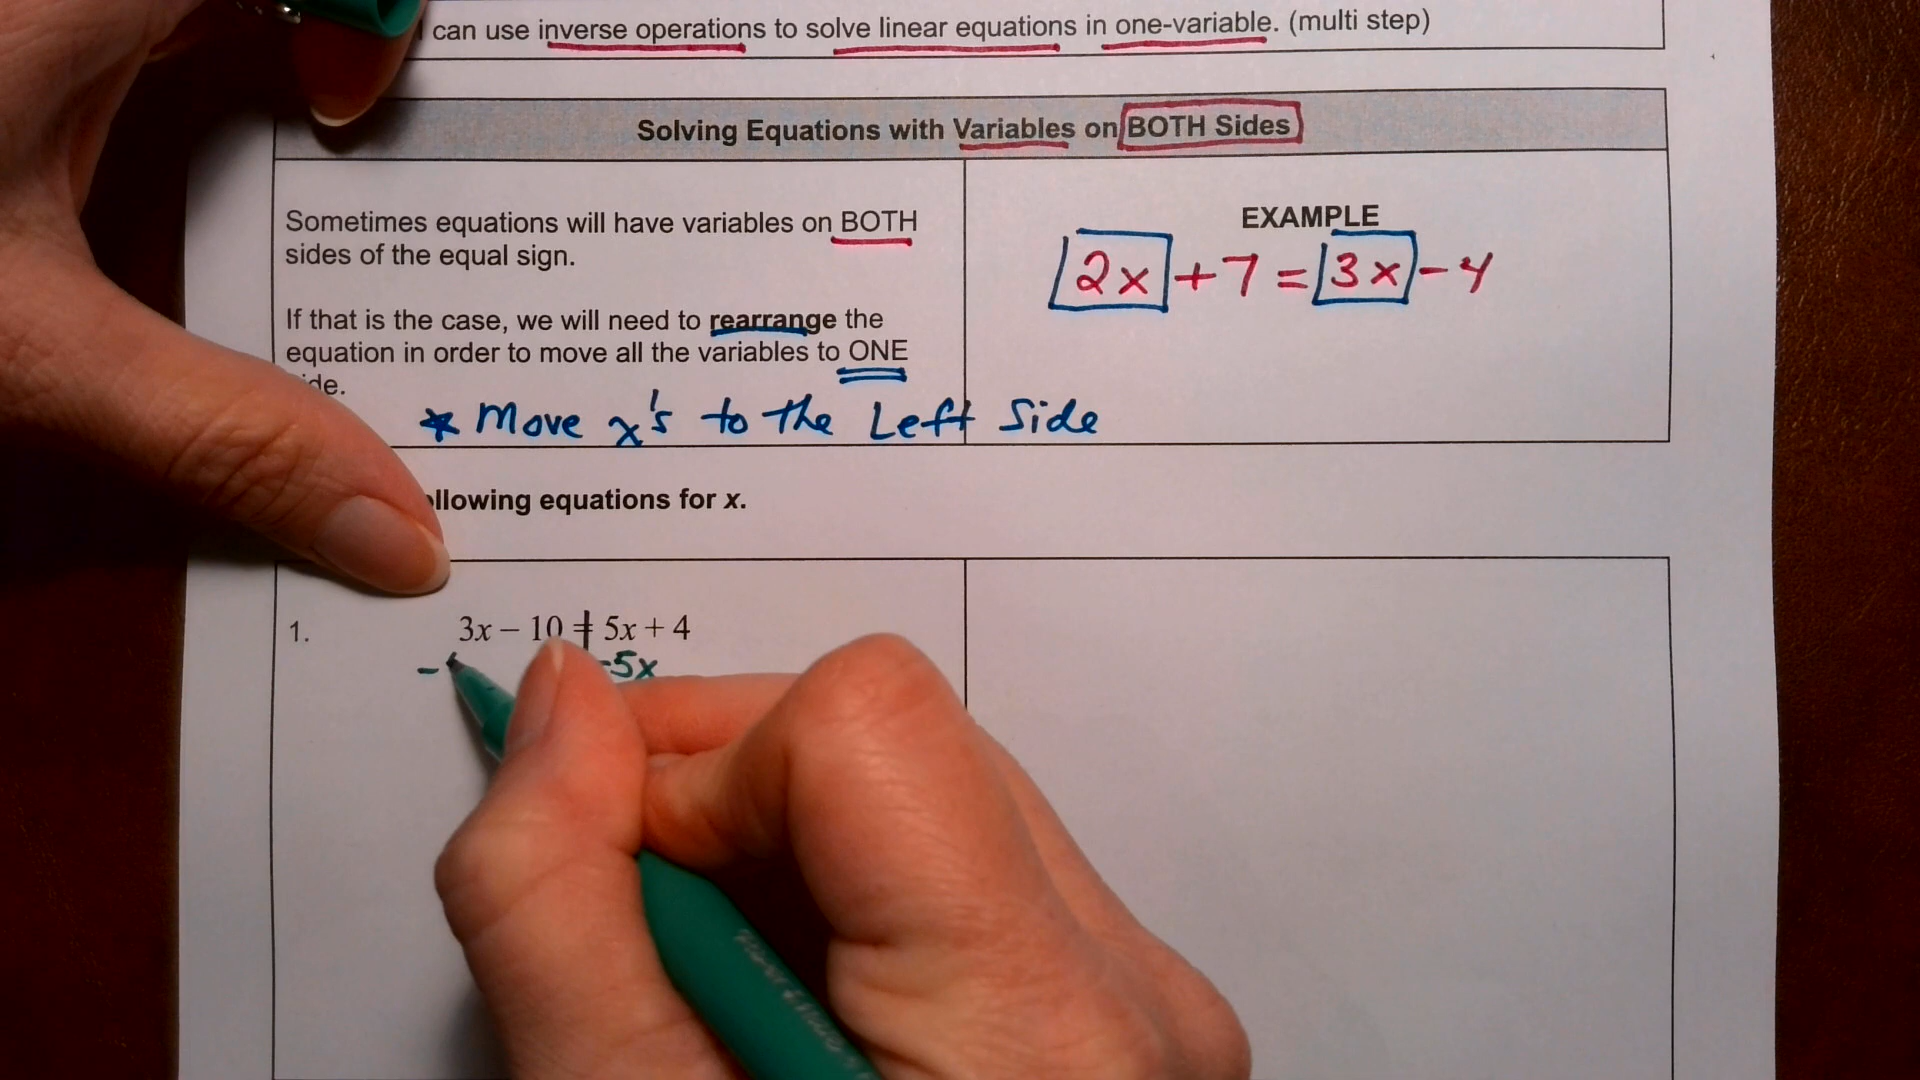 can use inverse operations to solve linear equations in one-variable. (multi step)
Solving Equations with Variables on BOTH Sides
Sometimes equations will have variables on BOTH
sides of the equal sign.
If that is the case, we will need to rearrange the
equation in order to move all the variables to ONE
* Move x's to the Left Side
EXAMPLE
2x + 7 = 3x - 4
equations for x.
1. 3x – 10 = 5x + 4
- -5x